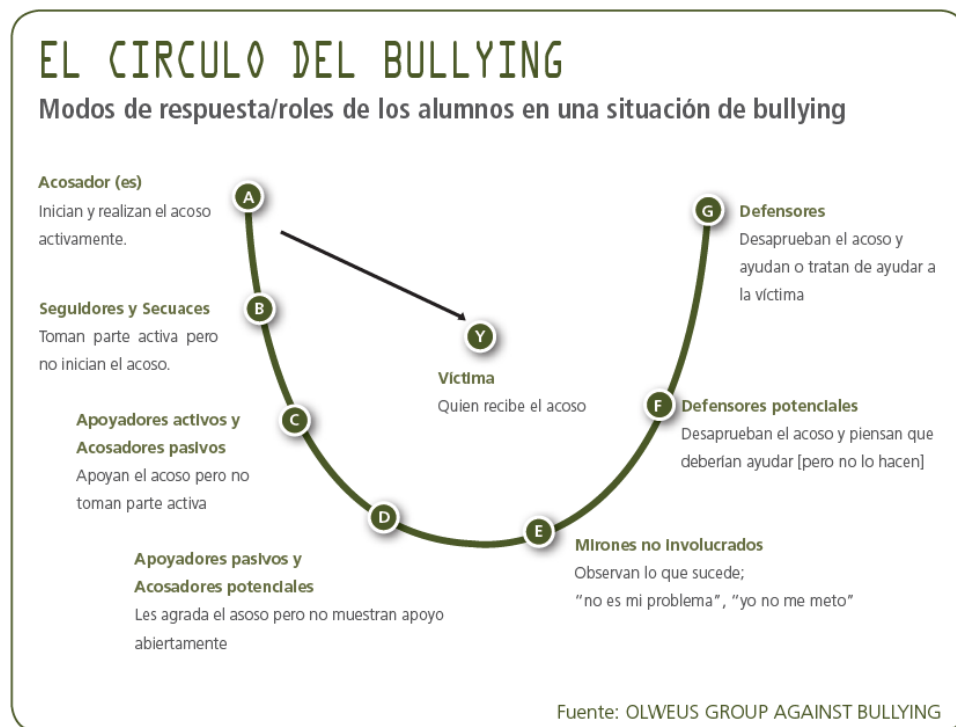 EL CIRCULO DEL BULLYING
Modos de respuesta/roles de los alumnos en una situación de bullying
A
Acosador (es)
Inician y realizan el acoso
activamente.
B
Seguidores y Secuaces
Toman parte activa pero
no inician el acoso.
C
Apoyadores activos y
Acosadores pasivos
Apoyan el acoso pero no
toman parte activa
D
Apoyadores pasivos y
Acosadores potenciales
Les agrada el asoso pero no muestran apoyo
abiertamente
Y
Víctima
Quien recibe el acoso
E
Mirones no involucrados
Observan lo que sucede;
“no es mi problema”, “yo no me meto”
F
Defensores potenciales
Desaprueban el acoso y piensan que
deberían ayudar [pero no lo hacen]
G
Defensores
Desaprueban el acoso y
ayudan o tratan de ayudar a
la víctima
Fuente: OLWEUS GROUP AGAINST BULLYING